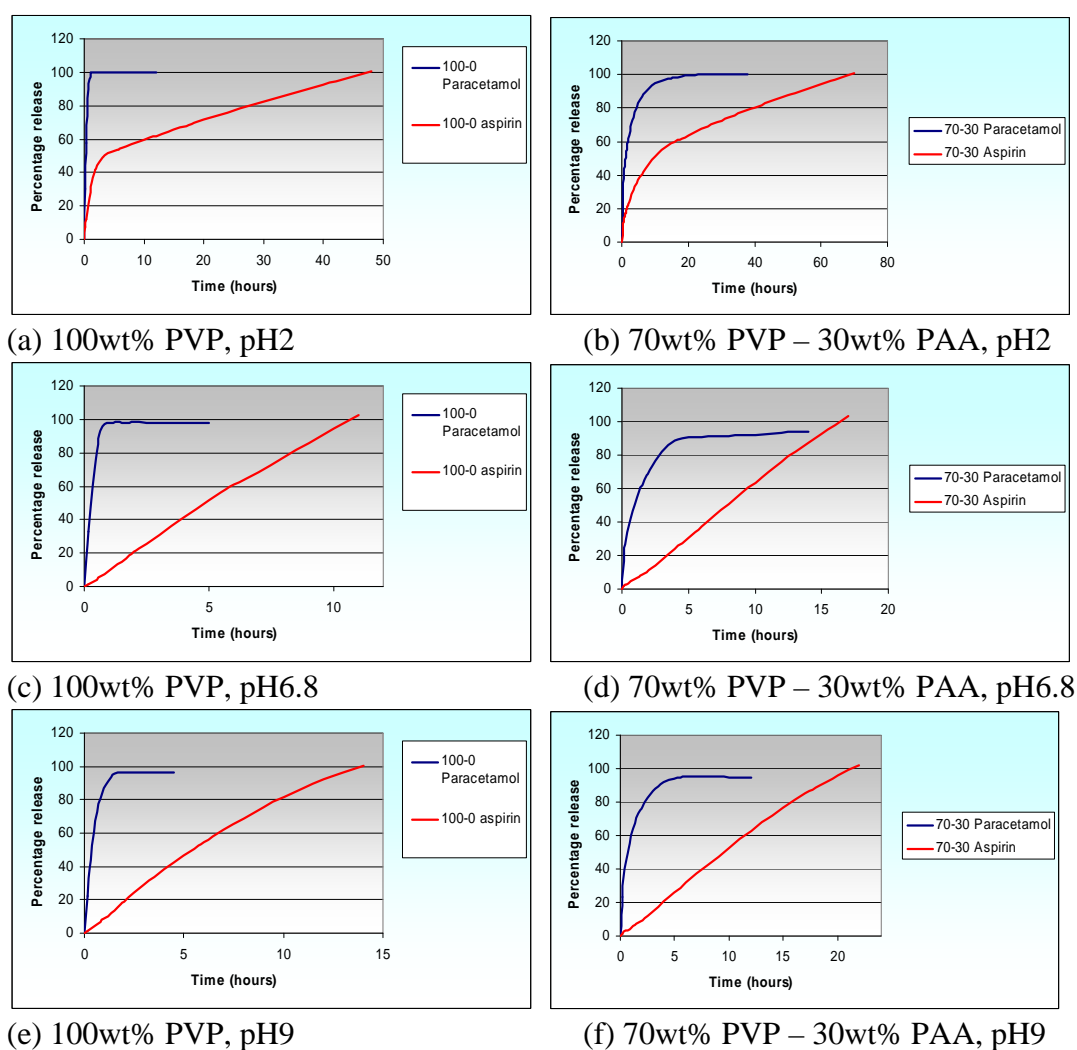 120
100
80
60
40
20
0
Percentage release
0 10 20 30 40 50
Time (hours)
100-0
Paracetamol
100-0 aspirin
120
100
80
60
40
20
0
Percentage release
0 20 40 60 80
Time (hours)
70-30 Paracetamol
70-30 Aspirin
(a) 100wt% PVP, pH2
(b) 70wt% PVP – 30wt% PAA, pH2
120
100
80
60
40
20
0
Percentage release
0 5 10
Time (hours)
100-0
Paracetamol
100-0 aspirin
120
100
80
60
40
20
0
Percentage release
0 5 10 15 20
Time (hours)
70-30 Paracetamol
70-30 Aspirin
(c) 100wt% PVP, pH6.8
(d) 70wt% PVP – 30wt% PAA, pH6.8
120
100
80
60
40
20
0
Percentage release
0 5 10 15
Time (hours)
100-0
Paracetamol
100-0 aspirin
120
100
80
60
40
20
0
Percentage release
0 5 10 15 20
Time (hours)
70-30 Paracetamol
70-30 Aspirin
(e) 100wt% PVP, pH9
(f) 70wt% PVP – 30wt% PAA, pH9